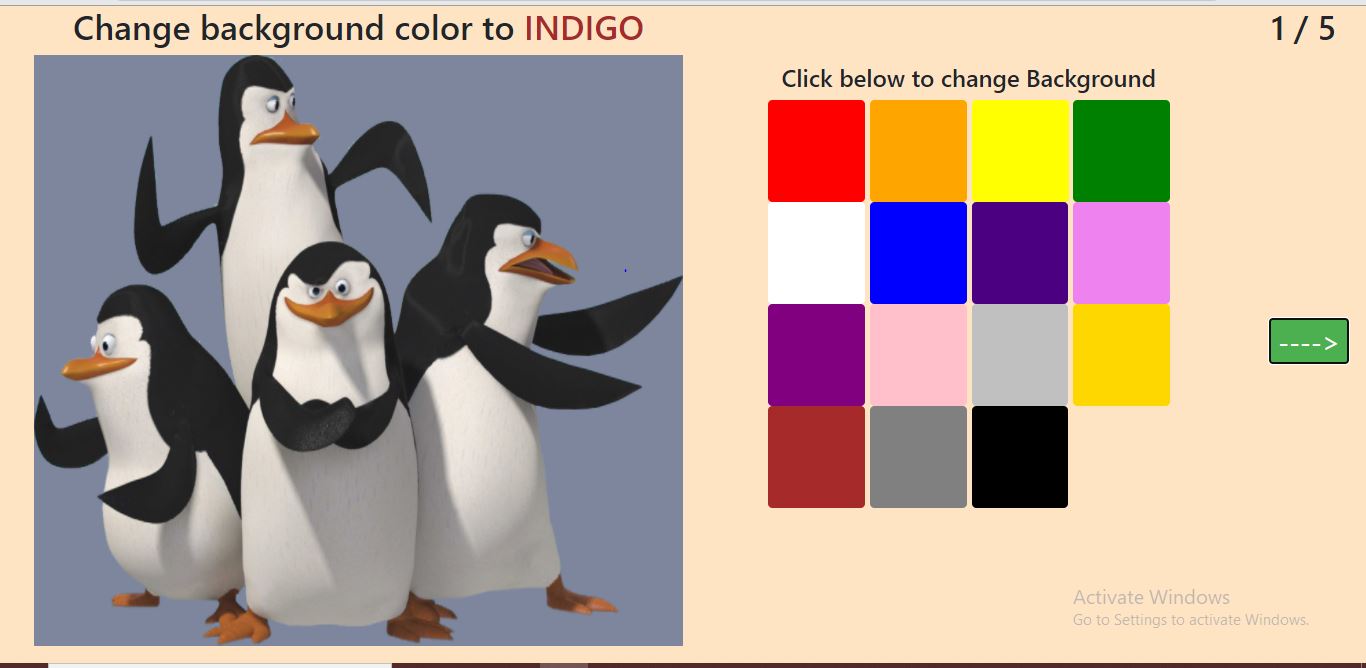 Change background color to INDIGO
1 / 5
Click below to change Background
---->
Activate Windows
Go to Settings to activate Windows.